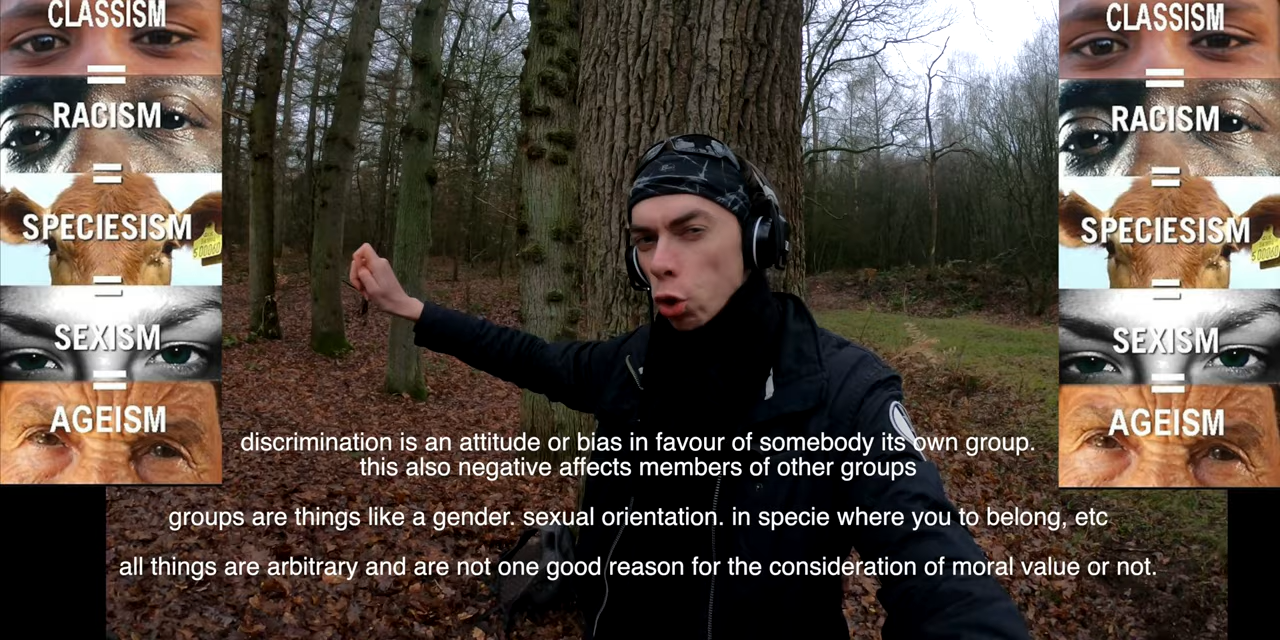 CLASSISM
=
RACISM
=
SPECIESISM
=
SEXISM
=
AGEISM
CLASSISM
=
RACISM
=
SPECIESISM
=
SEXISM
=
AGEISM
discrimination is an attitude or bias in favour of somebody its own group.
this also negative affects members of other groups
groups are things like a gender. sexual orientation. in specie where you to belong, etc
all things are arbitrary and are not one good reason for the consideration of moral value or not.